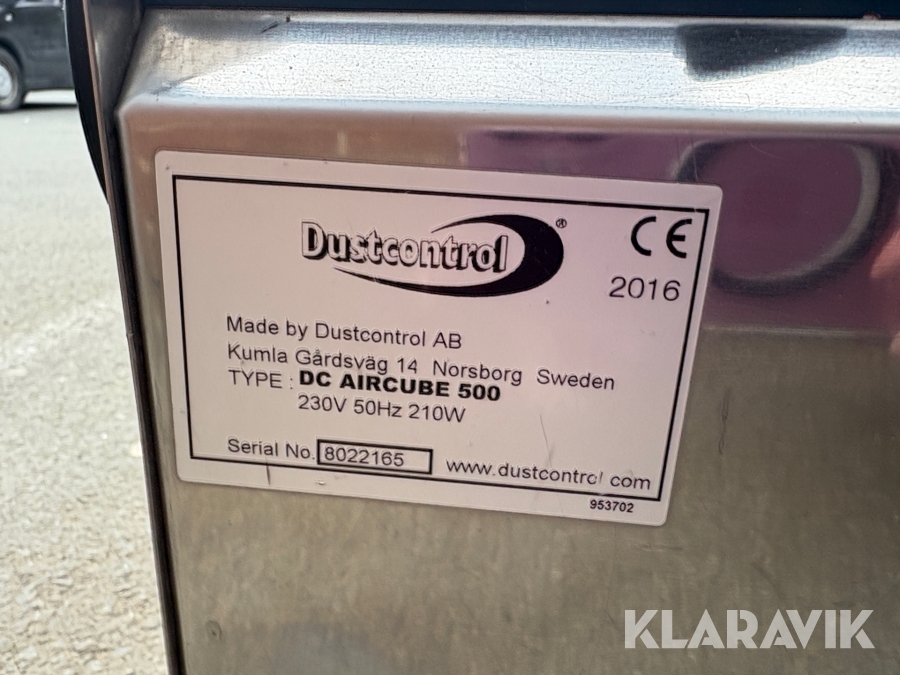 Dustcontrol ®
CE
2016
Made by Dustcontrol AB
Kumla Gårdsväg 14 Norsborg Sweden
TYPE : DC AIRCUBE 500
230V 50Hz 210W
Serial No. 8022165
www.dustcontrol com
953702
KLARAVIK